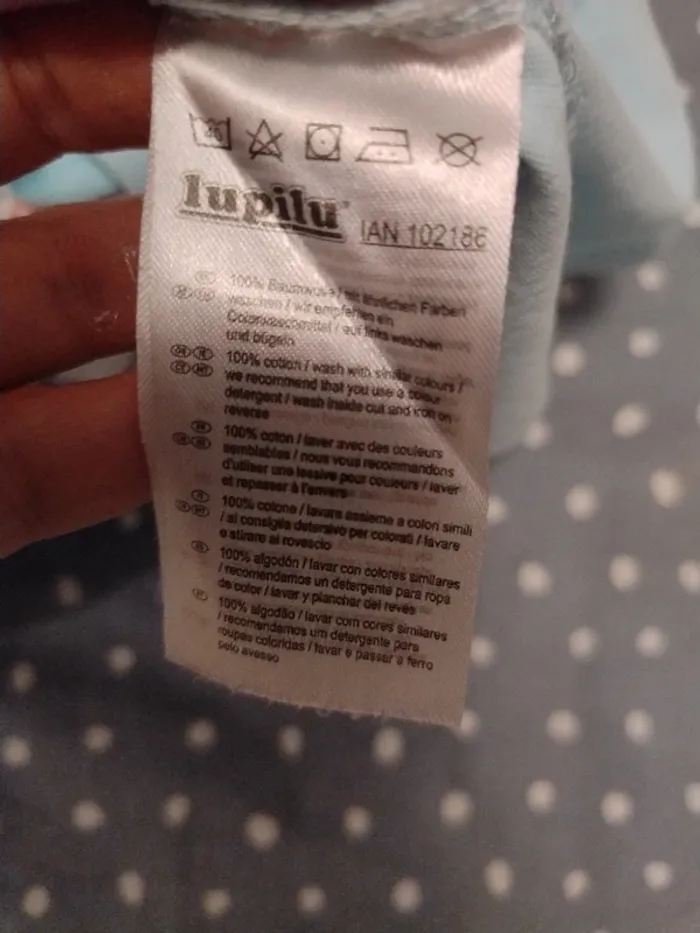 40
lupilu®
IAN 102186
100% Baumwolle / mit ähnlichen Farben
waschen / wir empfehlen ein
Colorwaschmittel / auf links waschen
und bügeln
100% cotton / wash with similar colours /
we recommend that you use a colour
detergent / wash inside out and iron on
reverse
100% coton / laver avec des couleurs
semblables / nous vous recommandons
d'utiliser une lessive pour couleurs / laver
et repasser à l'envers
100% cotone / lavare assieme a colori simili
/ si consiglia detersivo per colorati / lavare
e stirare al rovescio
100% algodón / lavar con colores similares
/ recomendamos un detergente para ropa
de color / lavar y planchar del revés
100% algodão / lavar com cores similares
/ recomendamos um detergente para
roupas coloridas / lavar e passar a ferro
pelo avesso